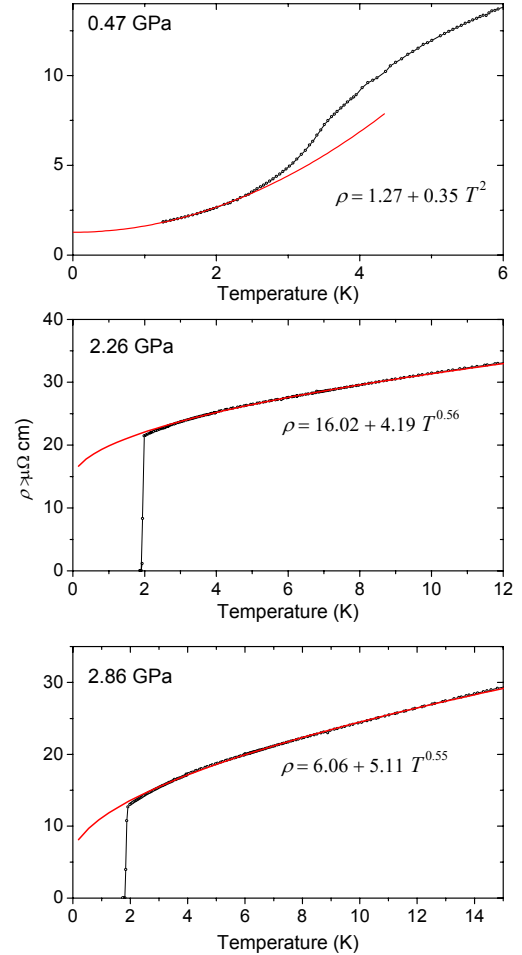 0.47 GPa
10
5
0
ρ = 1.27 + 0.35 T²
0 2 4 6
Temperature (K)
40
30
20
10
0
2.26 GPa
ρ = 16.02 + 4.19 T^0.56
ρ>μΩ cm)
0 2 4 6 8 10 12
Temperature (K)
30
20
10
0
2.86 GPa
ρ = 6.06 + 5.11 T^0.55
0 2 4 6 8 10 12 14
Temperature (K)